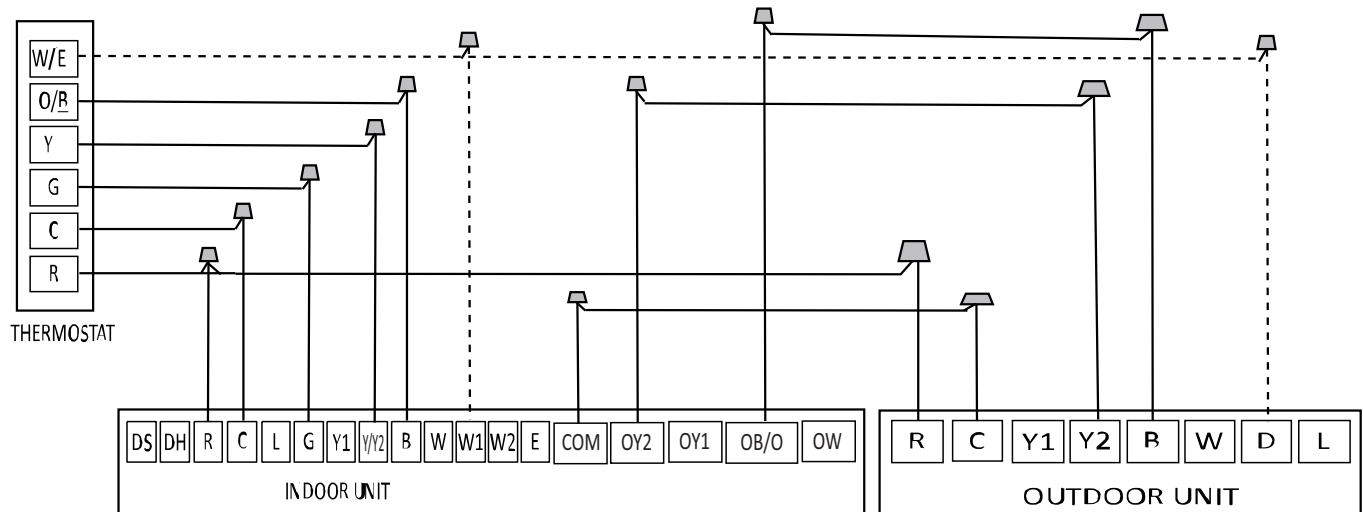 W/E
O/B
Y
G
C
R
THERMOSTAT
DS DH R C L G Y1 Y/Y2 B W W1 W2 E COM OY2 OY1 OB/O OW
INDOOR UNIT
R C Y1 Y2 B W D L
OUTDOOR UNIT